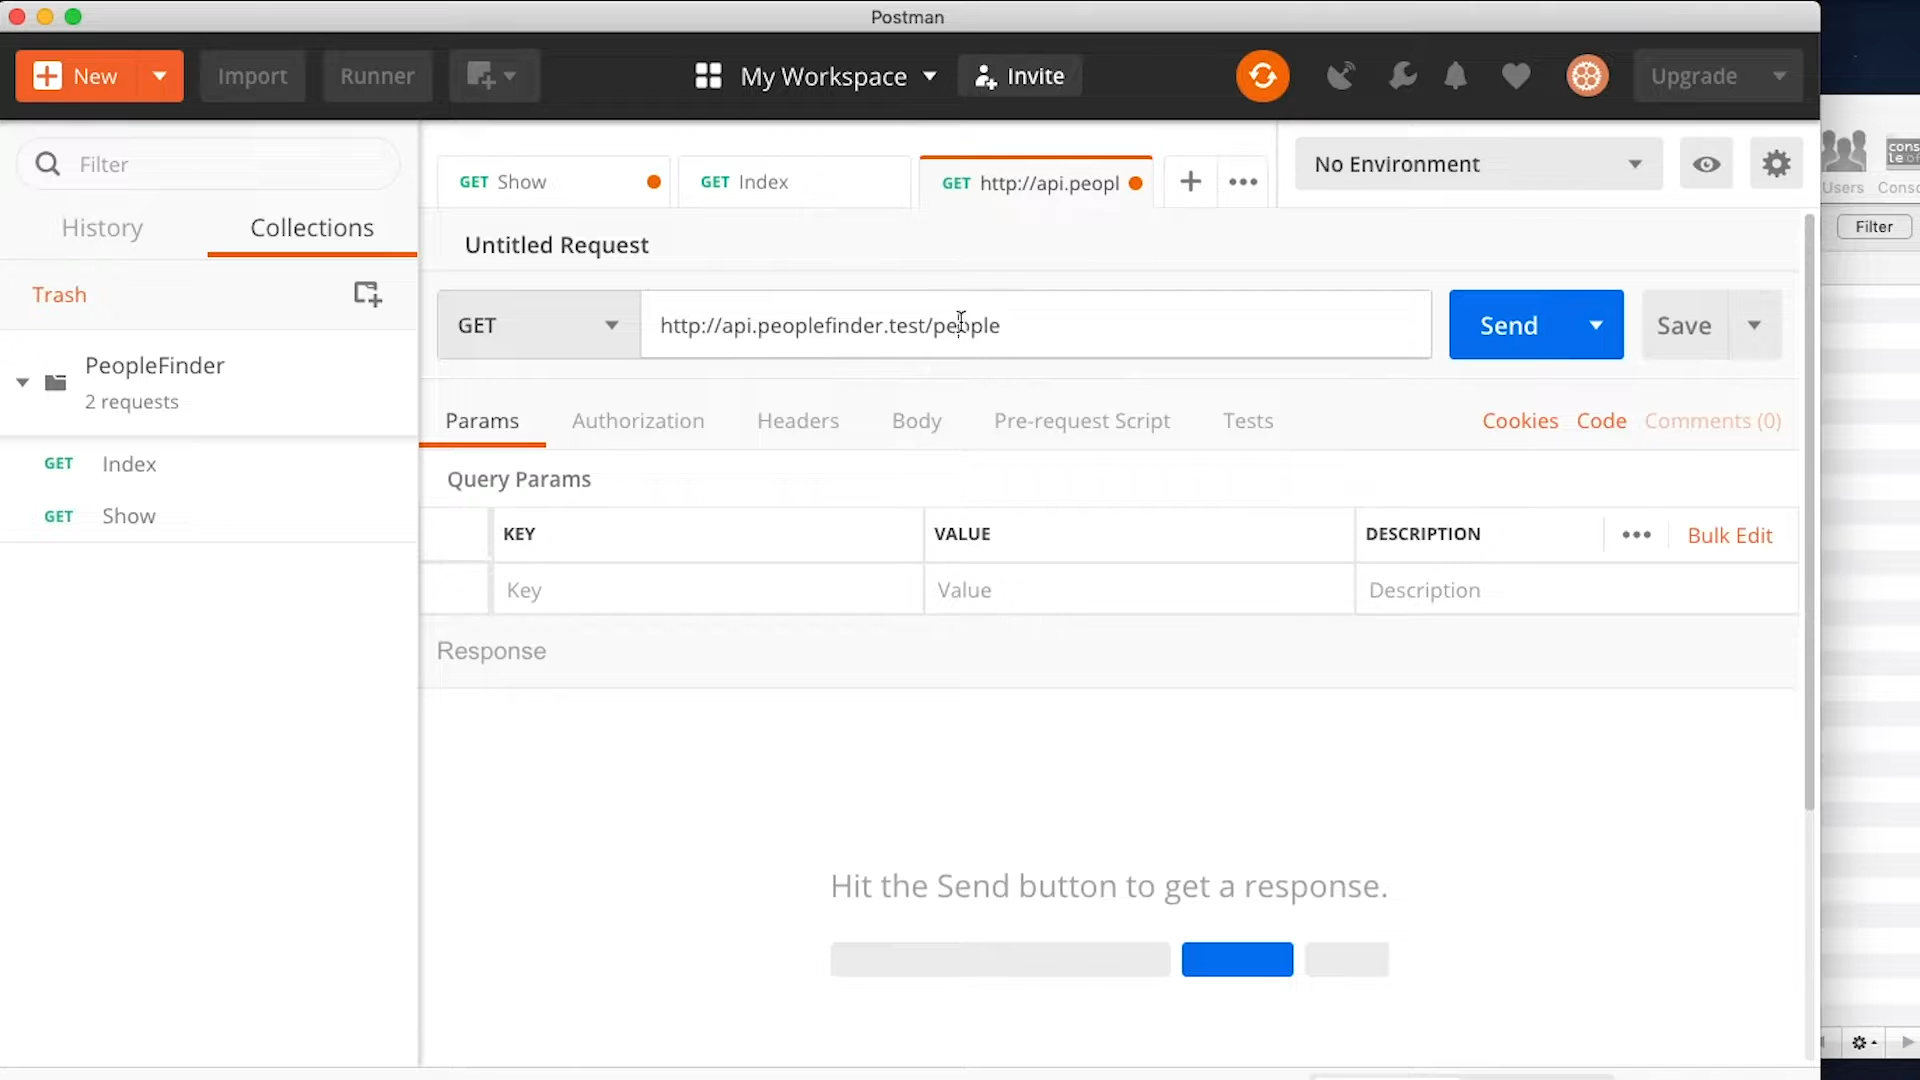 Postman
New
Import
Runner
My Workspace
Invite
Upgrade
Filter
GET Show
GET Index
GET http://api.peopl
No Environment
Users
History
Collections
Filter
Untitled Request
Trash
GET
http://api.peoplefinder.test/people
Send
Save
PeopleFinder
2 requests
Params
Authorization
Headers
Body
Pre-request Script
Tests
Cookies
Code
Comments (0)
GET Index
Query Params
GET Show
KEY
VALUE
DESCRIPTION
Bulk Edit
Key
Value
Description
Response
Hit the Send button to get a response.